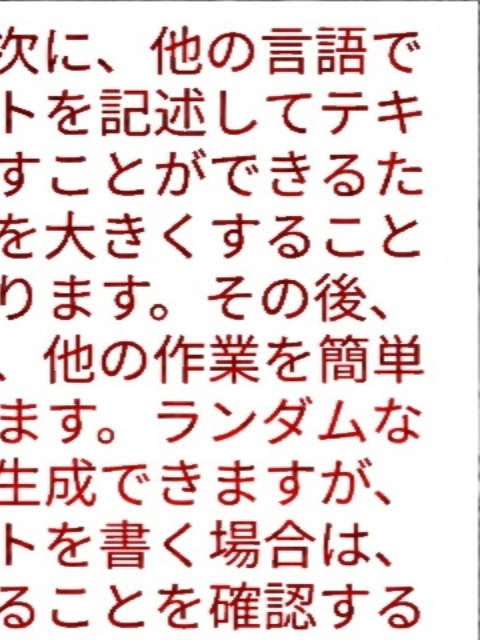 次に、他の言語で
トを記述してテキ
すことができるた
を大きくすること
ります。その後、
、他の作業を簡単
ます。ランダムな
生成できますが、
トを書く場合は、
ることを確認する